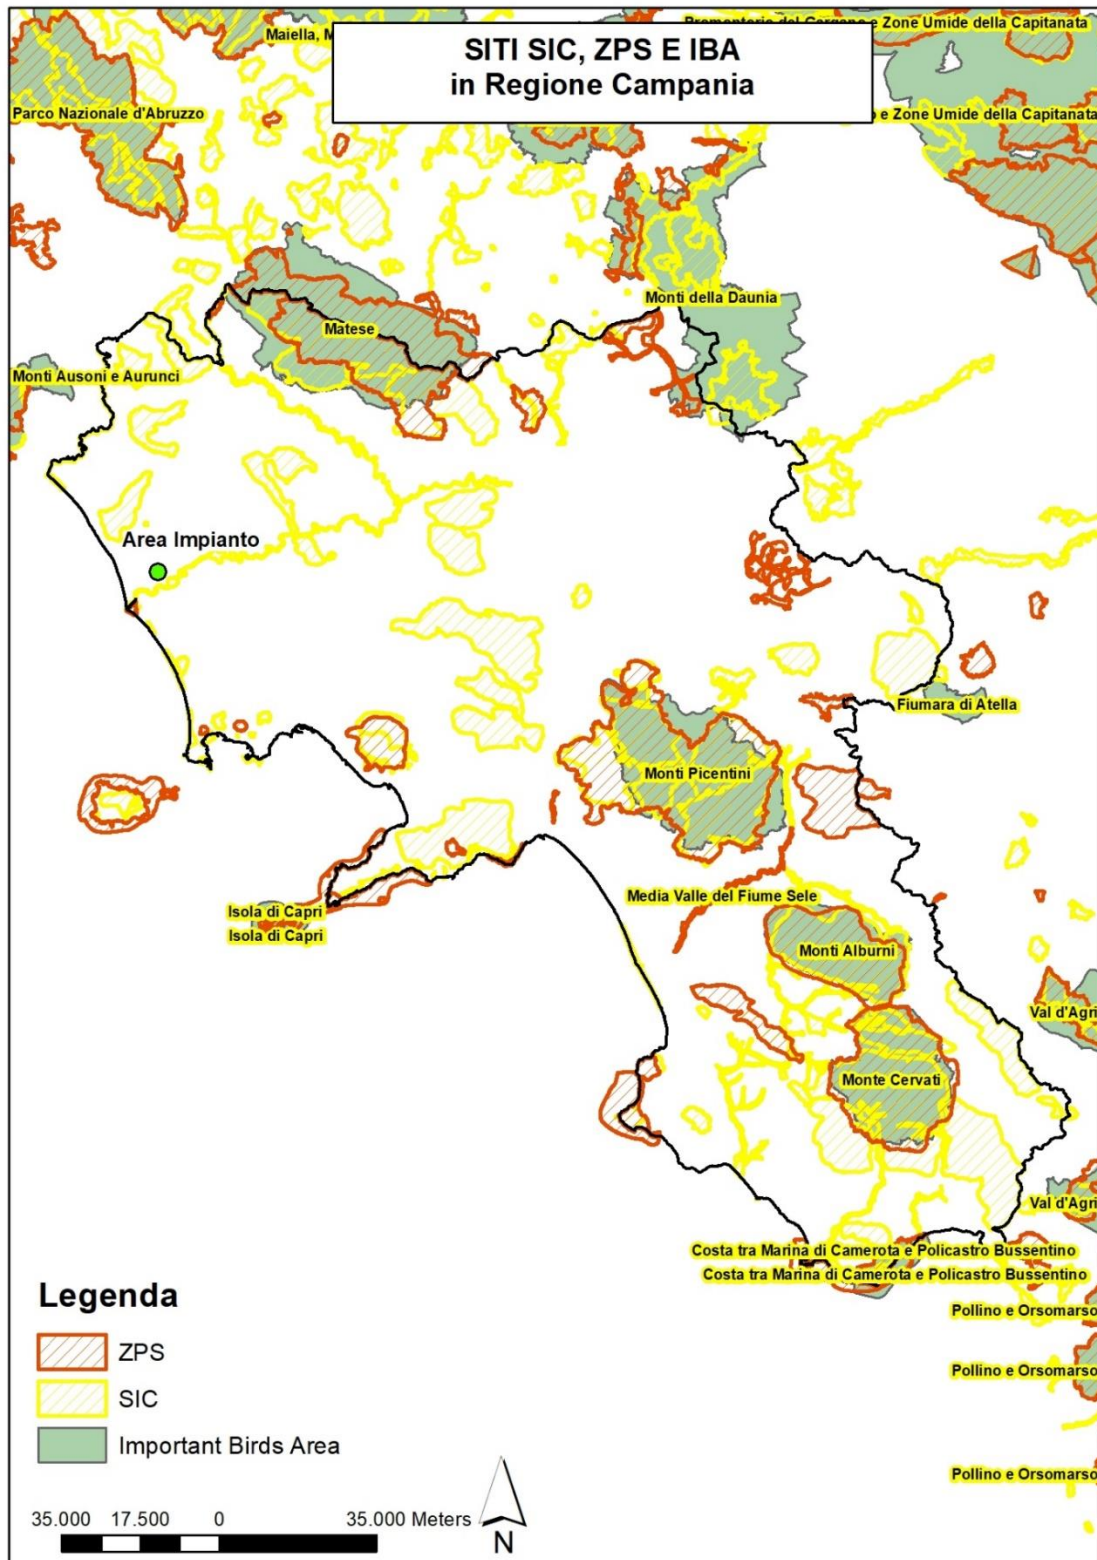 Promontorio del Gargano e Zone Umide della Capitanata
Maiella, M
SITI SIC, ZPS E IBA
in Regione Campania
Parco Nazionale d'Abruzzo
e Zone Umide della Capitanata
Monti della Daunia
Matese
Monti Ausoni e Aurunci
Area Impianto
Fiumara di Atella
Monti Picentini
Media Valle del Fiume Sele
Isola di Capri
Isola di Capri
Monti Alburni
Val d'Agri
Monte Cervati
Val d'Agri
Costa tra Marina di Camerota e Policastro Bussentino
Costa tra Marina di Camerota e Policastro Bussentino
Legenda
Pollino e Orsomarso
ZPS
Pollino e Orsomarso
SIC
Important Birds Area
Pollino e Orsomarso
35.000 17.500 0 35.000 Meters
N